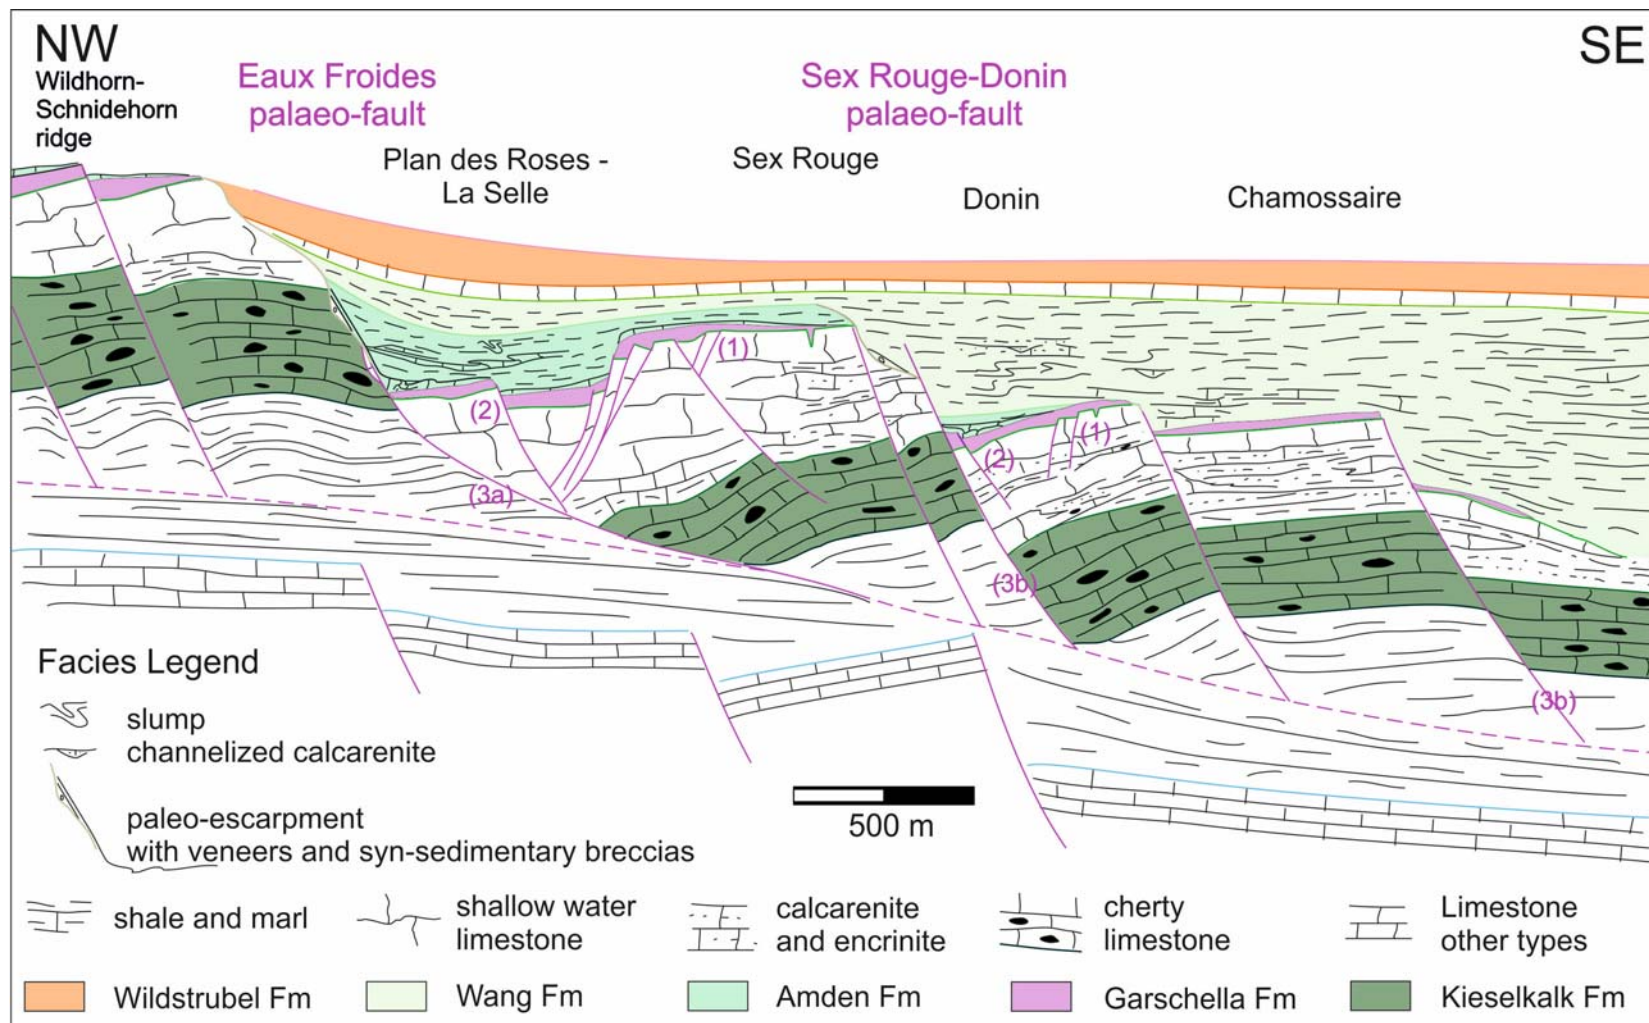 NW
SE
Wildhorn-
Schnidehorn
ridge
Eaux Froides
palaeo-fault
Sex Rouge-Donin
palaeo-fault
Plan des Roses -
La Selle
Sex Rouge
Donin
Chamossaire
(1)
(2)
(1)
(2)
(3a)
(3b)
(3b)
Facies Legend
slump
channelized calcarenite
paleo-escarpment
with veneers and syn-sedimentary breccias
500 m
shale and marl
shallow water
limestone
calcarenite
and encrinite
cherty
limestone
Limestone
other types
Wildstrubel Fm
Wang Fm
Amden Fm
Garschella Fm
Kieselkalk Fm